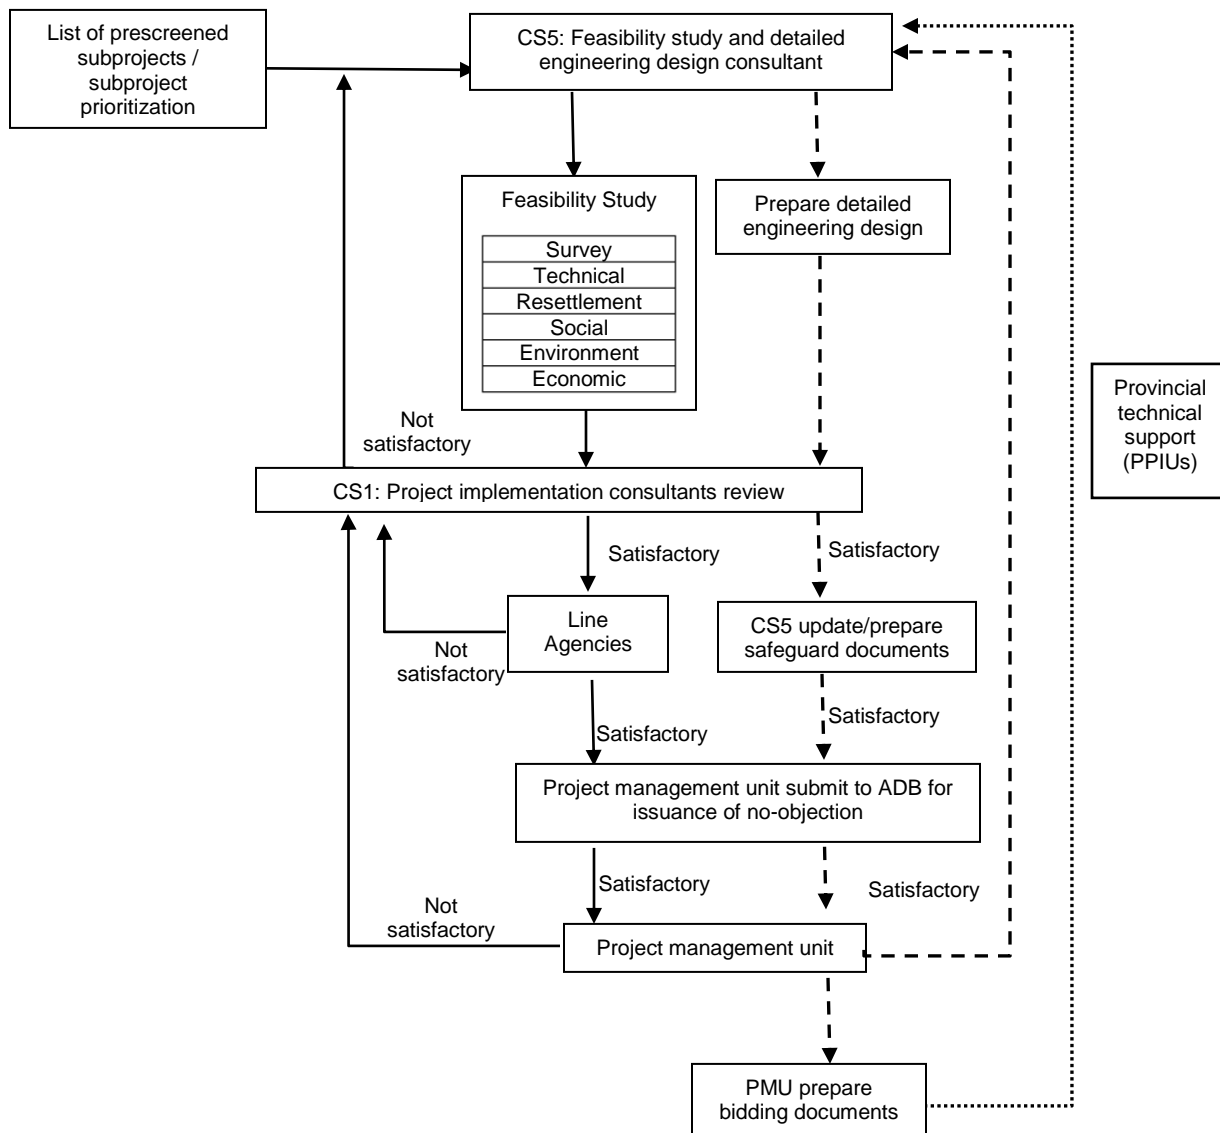 List of prescreened
subprojects /
subproject
prioritization
CS5: Feasibility study and detailed
engineering design consultant
Feasibility Study
Survey
Technical
Resettlement
Social
Environment
Economic
Prepare detailed
engineering design
Provincial
technical
support
(PPIUs)
Not
satisfactory
CS1: Project implementation consultants review
Satisfactory
Satisfactory
Line
Agencies
CS5 update/prepare
safeguard documents
Not
satisfactory
Satisfactory
Satisfactory
Project management unit submit to ADB for
issuance of no-objection
Satisfactory
Satisfactory
Not
satisfactory
Project management unit
PMU prepare
bidding documents